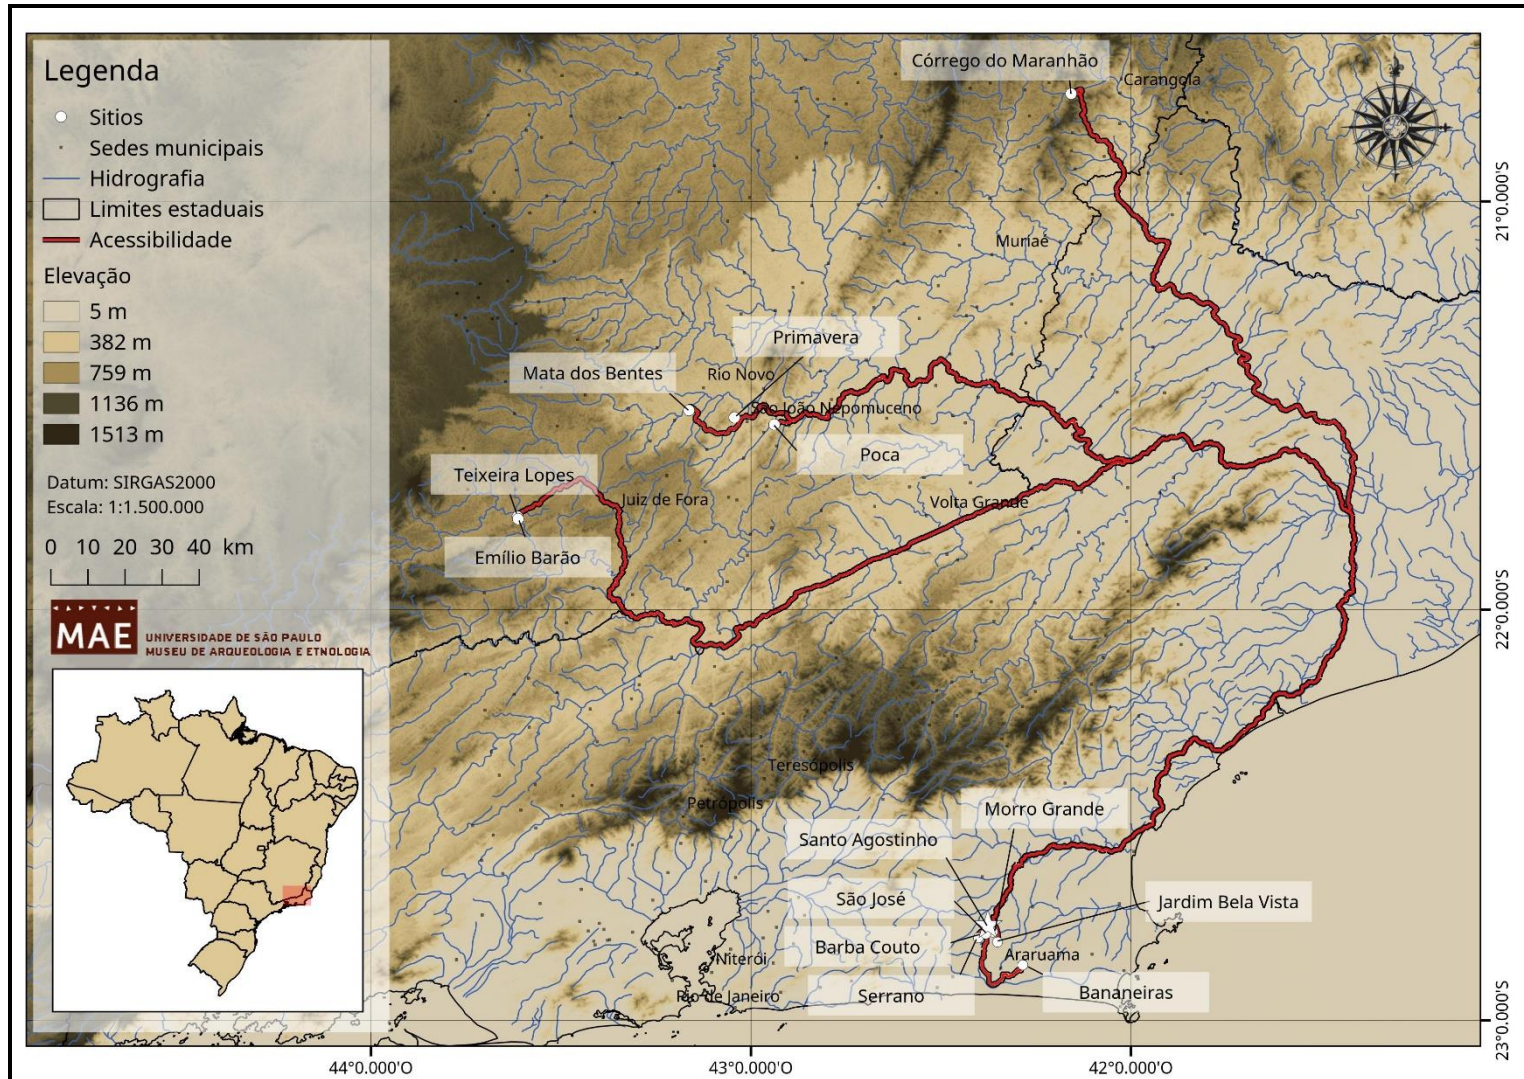 Legenda
Sitios
Sedes municipais
Hidrografia
Limites estaduais
Acessibilidade
Elevação
5 m
382 m
759 m
1136 m
1513 m
Datum: SIRGAS2000
Escala: 1:1.500.000
0 10 20 30 40 km
MAE
UNIVERSIDADE DE SÃO PAULO
MUSEU DE ARQUEOLOGIA E ETNOLOGIA
Córrego do Maranhão
Carangola
Muriaé
Primavera
Mata dos Bentes
Rio Novo
São João Nepomuceno
Poca
Teixeira Lopes
Juiz de Fora
Volta Grande
Emílio Barão
Teresópolis
Petrópolis
Morro Grande
Santo Agostinho
São José
Jardim Bela Vista
Barba Couto
Araruama
Niterói
Serrano
Rio de Janeiro
Bananeiras
21°0.000'S
22°0.000'S
23°0.000'S
44°0.000'O
43°0.000'O
42°0.000'O